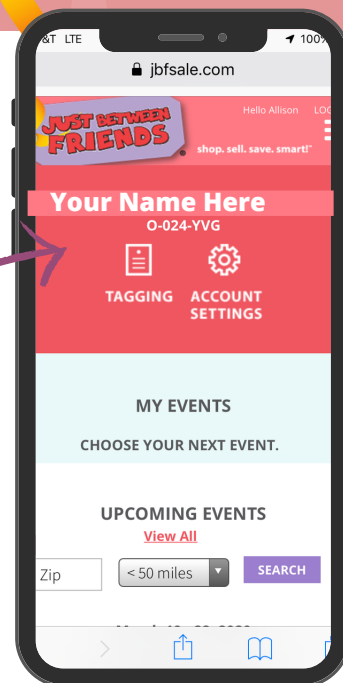 &T LTE 100%
jbfsale.com
Hello Allison LOG
JUST BETWEEN
FRIENDS
shop. sell. save. smart!
Your Name Here
O-024-YVG
TAGGING ACCOUNT
SETTINGS
MY EVENTS
CHOOSE YOUR NEXT EVENT.
UPCOMING EVENTS
View All
Zip < 50 miles SEARCH